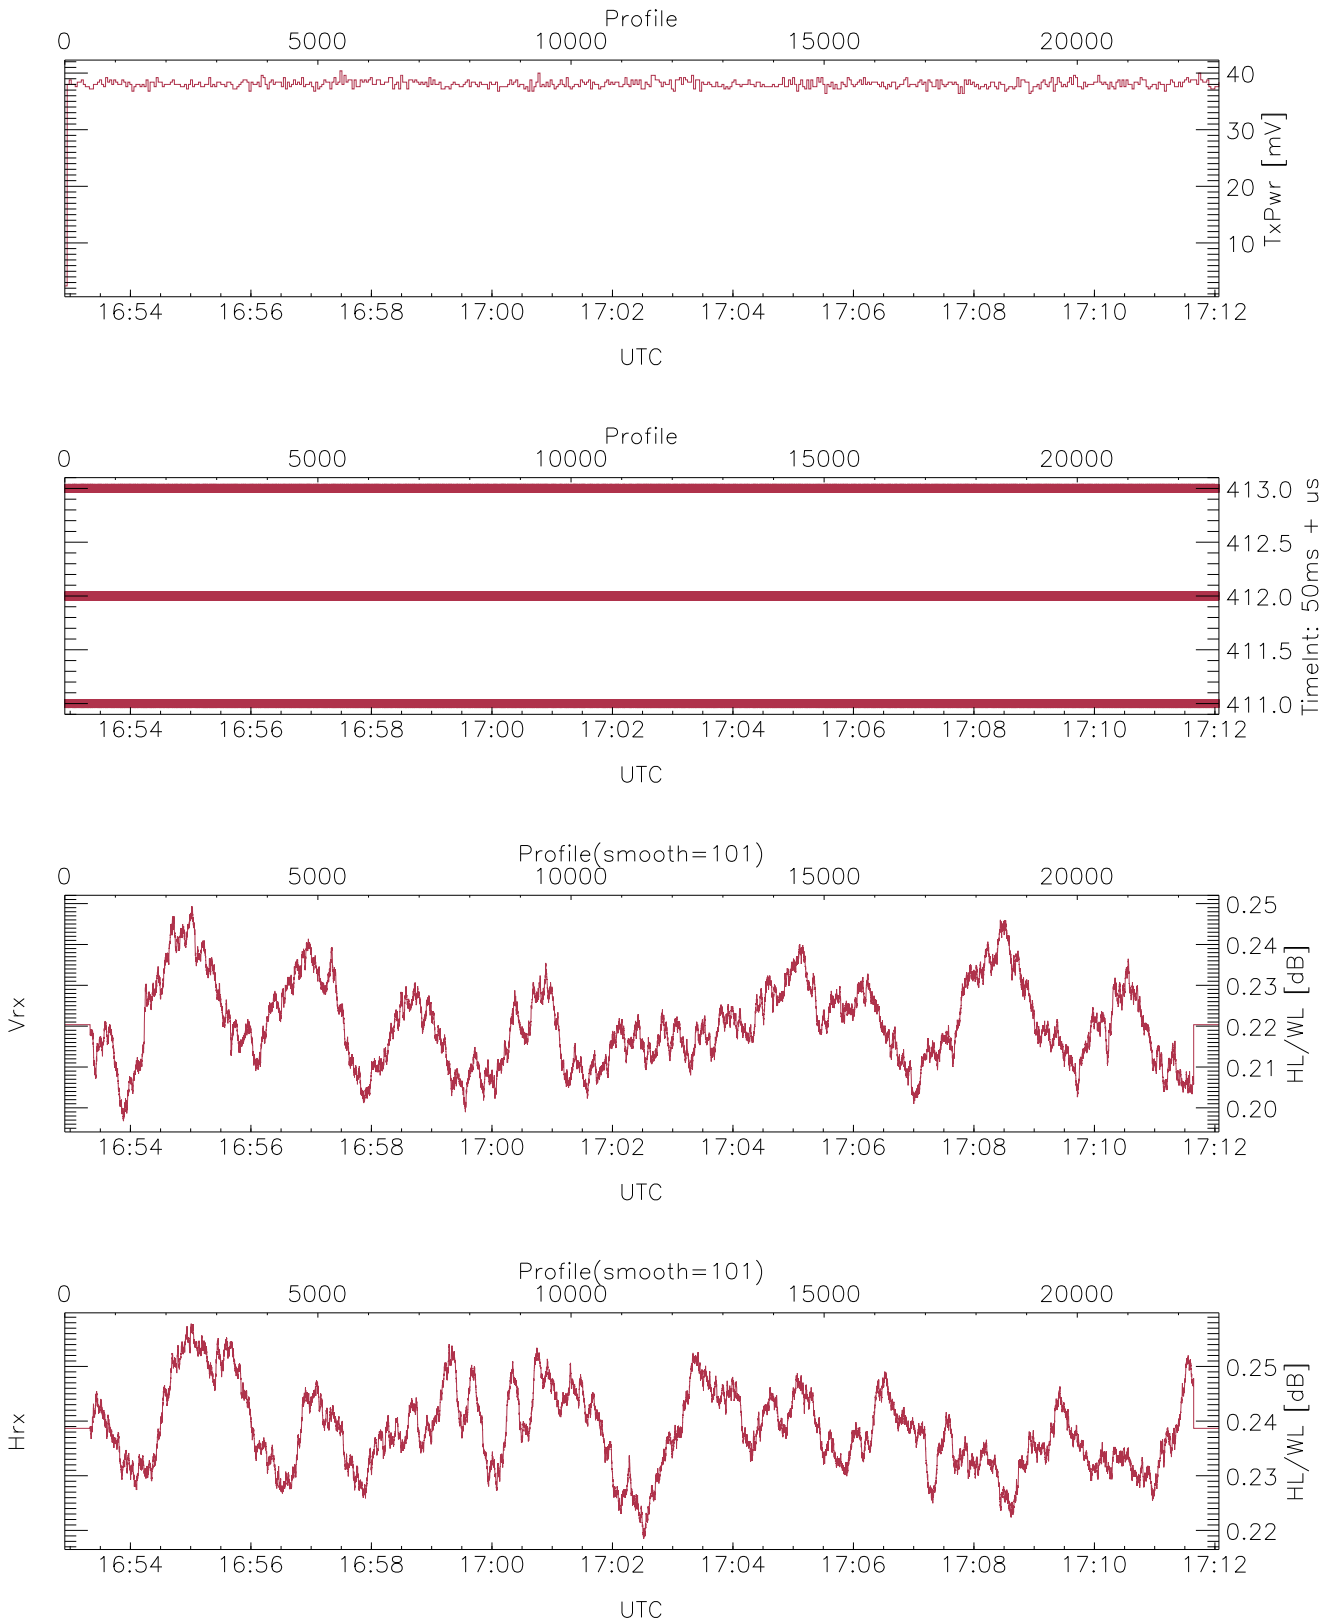 Profile
0 5000 10000 15000 20000
40
30
20
10
TxPwr [mV]
16:54 16:56 16:58 17:00 17:02 17:04 17:06 17:08 17:10 17:12
UTC
Profile
0 5000 10000 15000 20000
413.0
412.5
412.0
411.5
411.0
TimeInt: 50ms + us
16:54 16:56 16:58 17:00 17:02 17:04 17:06 17:08 17:10 17:12
UTC
Profile(smooth=101)
0 5000 10000 15000 20000
Vrx
0.25
0.24
0.23
0.22
0.21
0.20
HL/WL [dB]
16:54 16:56 16:58 17:00 17:02 17:04 17:06 17:08 17:10 17:12
UTC
Profile(smooth=101)
0 5000 10000 15000 20000
Hrx
0.25
0.24
0.23
0.22
HL/WL [dB]
16:54 16:56 16:58 17:00 17:02 17:04 17:06 17:08 17:10 17:12
UTC